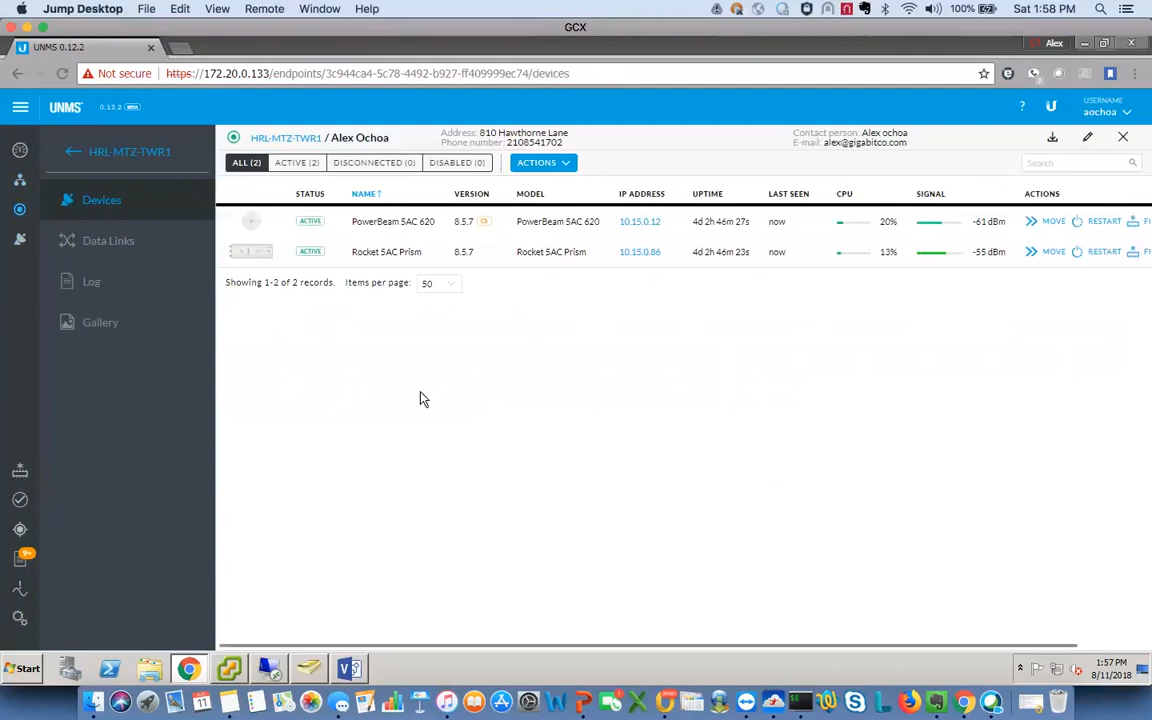 Jump Desktop File Edit View Remote Window Help 100% Sat 1:58 PM
GCX
UNMS 0.12.2 Alex
Not secure https://172.20.0.133/endpoints/3c944ca4-5c78-4492-b927-ff409999ec74/devices
UNMS 0.12.2 BETA ? USERNAME
aochoa
HRL-MTZ-TWR1
HRL-MTZ-TWR1 / Alex Ochoa
Address: 810 Hawthorne Lane
Phone number: 2108541702
Contact person: Alex ochoa
E-mail: alex@gigabitco.com
ALL (2) ACTIVE (2) DISCONNECTED (0) DISABLED (0) ACTIONS Search
STATUS NAME VERSION MODEL IP ADDRESS UPTIME LAST SEEN CPU SIGNAL ACTIONS
ACTIVE PowerBeam 5AC 620 8.5.7 CS PowerBeam 5AC 620 10.15.0.12 4d 2h 46m 27s now 20% -61 dBm MOVE RESTART FI
ACTIVE Rocket 5AC Prism 8.5.7 Rocket 5AC Prism 10.15.0.86 4d 2h 46m 23s now 13% -55 dBm MOVE RESTART FI
Showing 1-2 of 2 records. Items per page: 50
Devices
Data Links
Log
Gallery
9+
Start
1:57 PM
8/11/2018